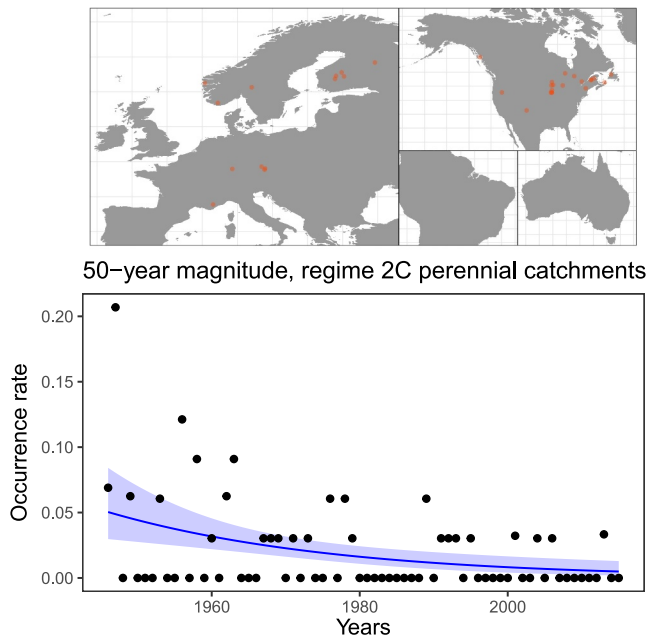 50−year magnitude, regime 2C perennial catchments
0.20
0.15
0.10
0.05
0.00
Occurrence rate
1960 1980 2000
Years